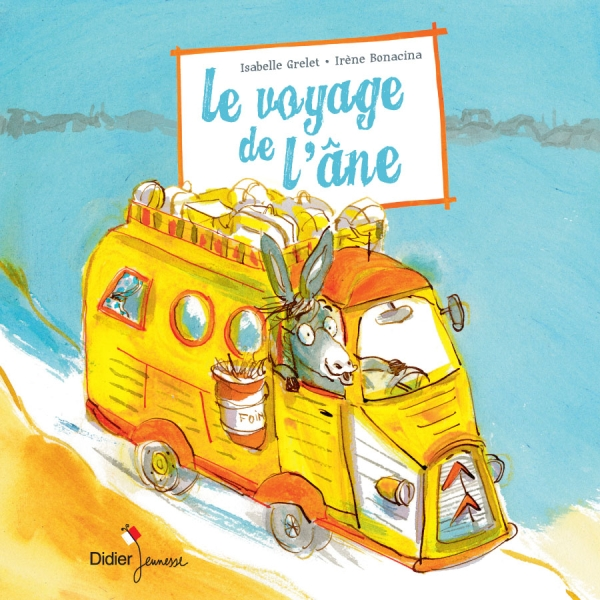 Isabelle Grelet • Irène Bonacina
le voyage
de l'âne
FOIN
Didier Jeunesse